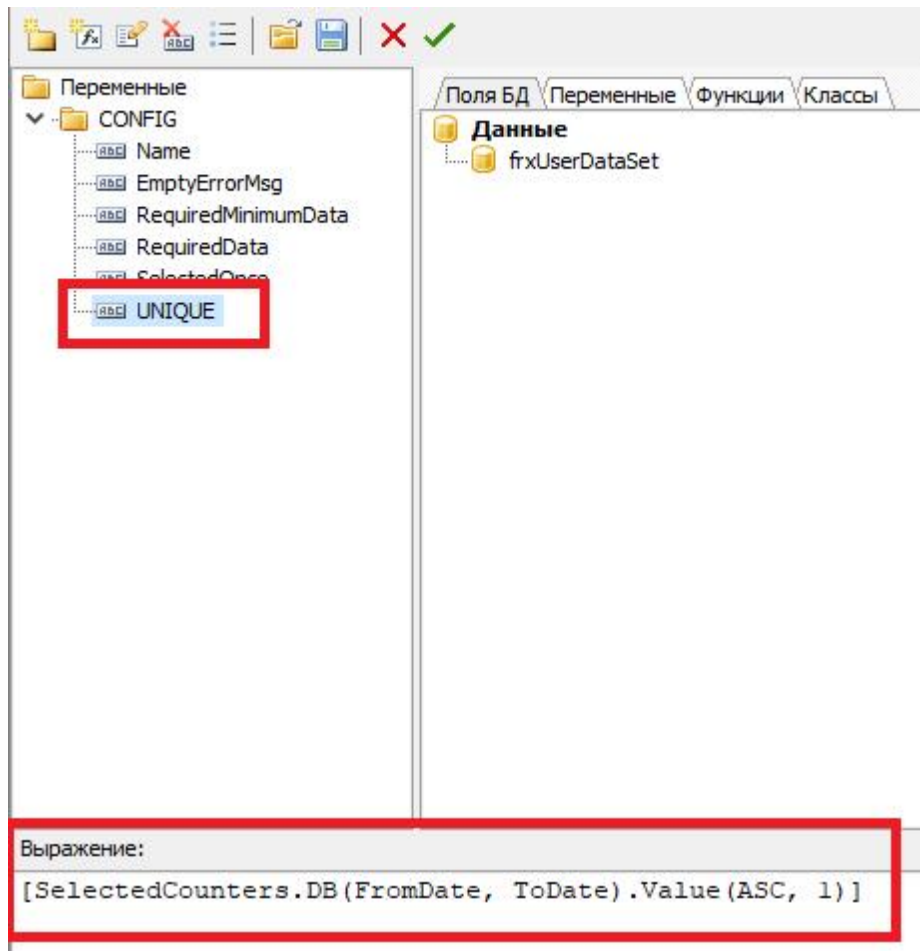 Переменные
CONFIG
Name
EmptyErrorMsg
RequiredMinimumData
RequiredData
SelectedOnce
UNIQUE
Поля БД Переменные Функции Классы
Данные
frxUserDataSet
Выражение:
[SelectedCounters.DB(FromDate, ToDate).Value(ASC, 1)]